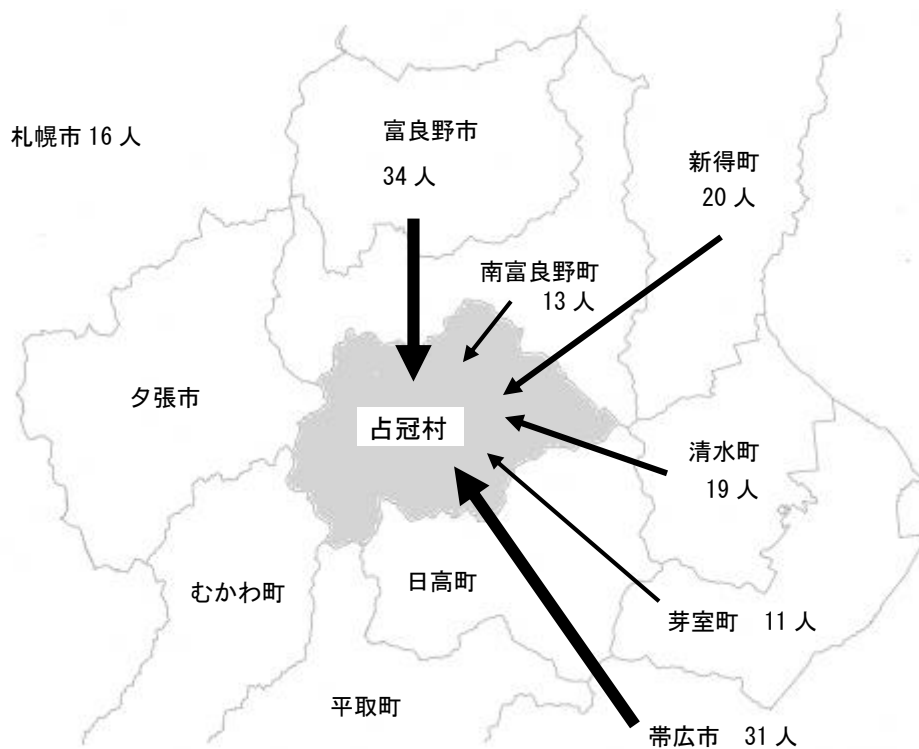 富良野市
34 人
札幌市 16 人
新得町
20 人
南富良野町
13 人
夕張市
占冠村
清水町
19 人
日高町
むかわ町
芽室町 11 人
平取町
帯広市 31 人